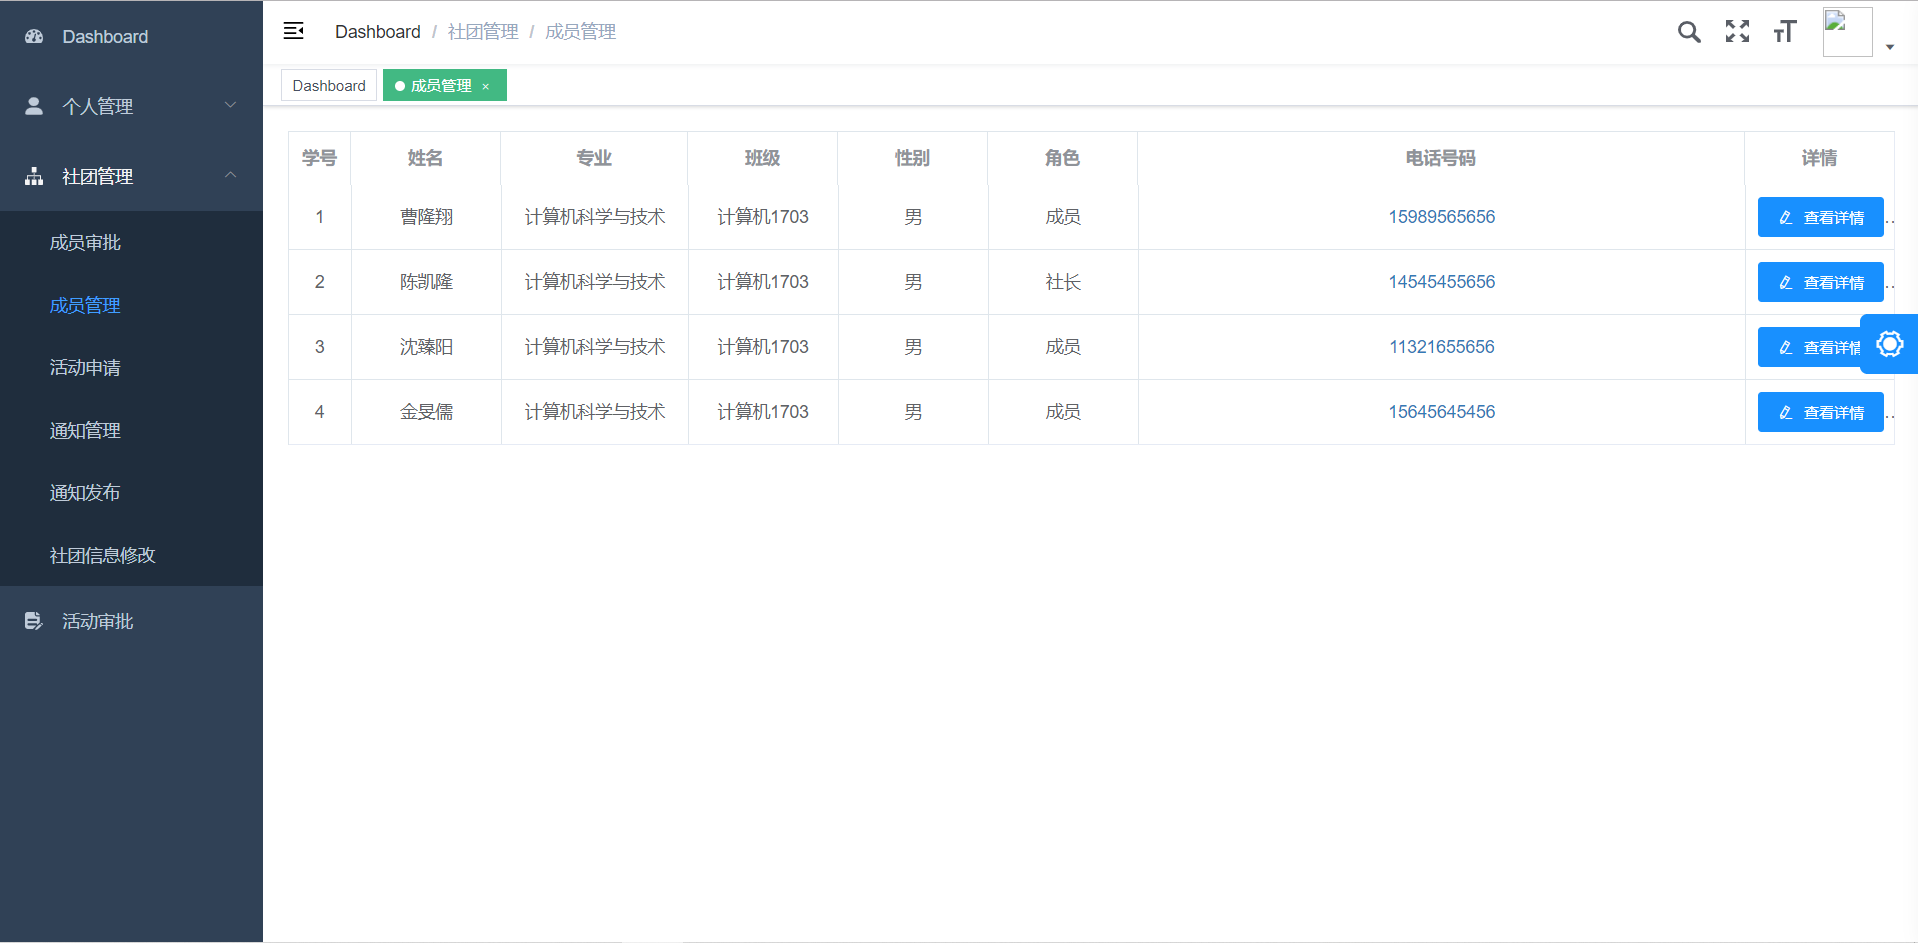 Dashboard
个人管理
社团管理
成员审批
成员管理
活动申请
通知管理
通知发布
社团信息修改
活动审批
Dashboard / 社团管理 / 成员管理
Dashboard 成员管理 ×
学号 姓名 专业 班级 性别 角色 电话号码 详情
1 曹隆翔 计算机科学与技术 计算机1703 男 成员 15989565656 查看详情 ..
2 陈凯隆 计算机科学与技术 计算机1703 男 社长 14545455656 查看详情 ..
3 沈臻阳 计算机科学与技术 计算机1703 男 成员 11321655656 查看详情
4 金旻儒 计算机科学与技术 计算机1703 男 成员 15645645456 查看详情 ..